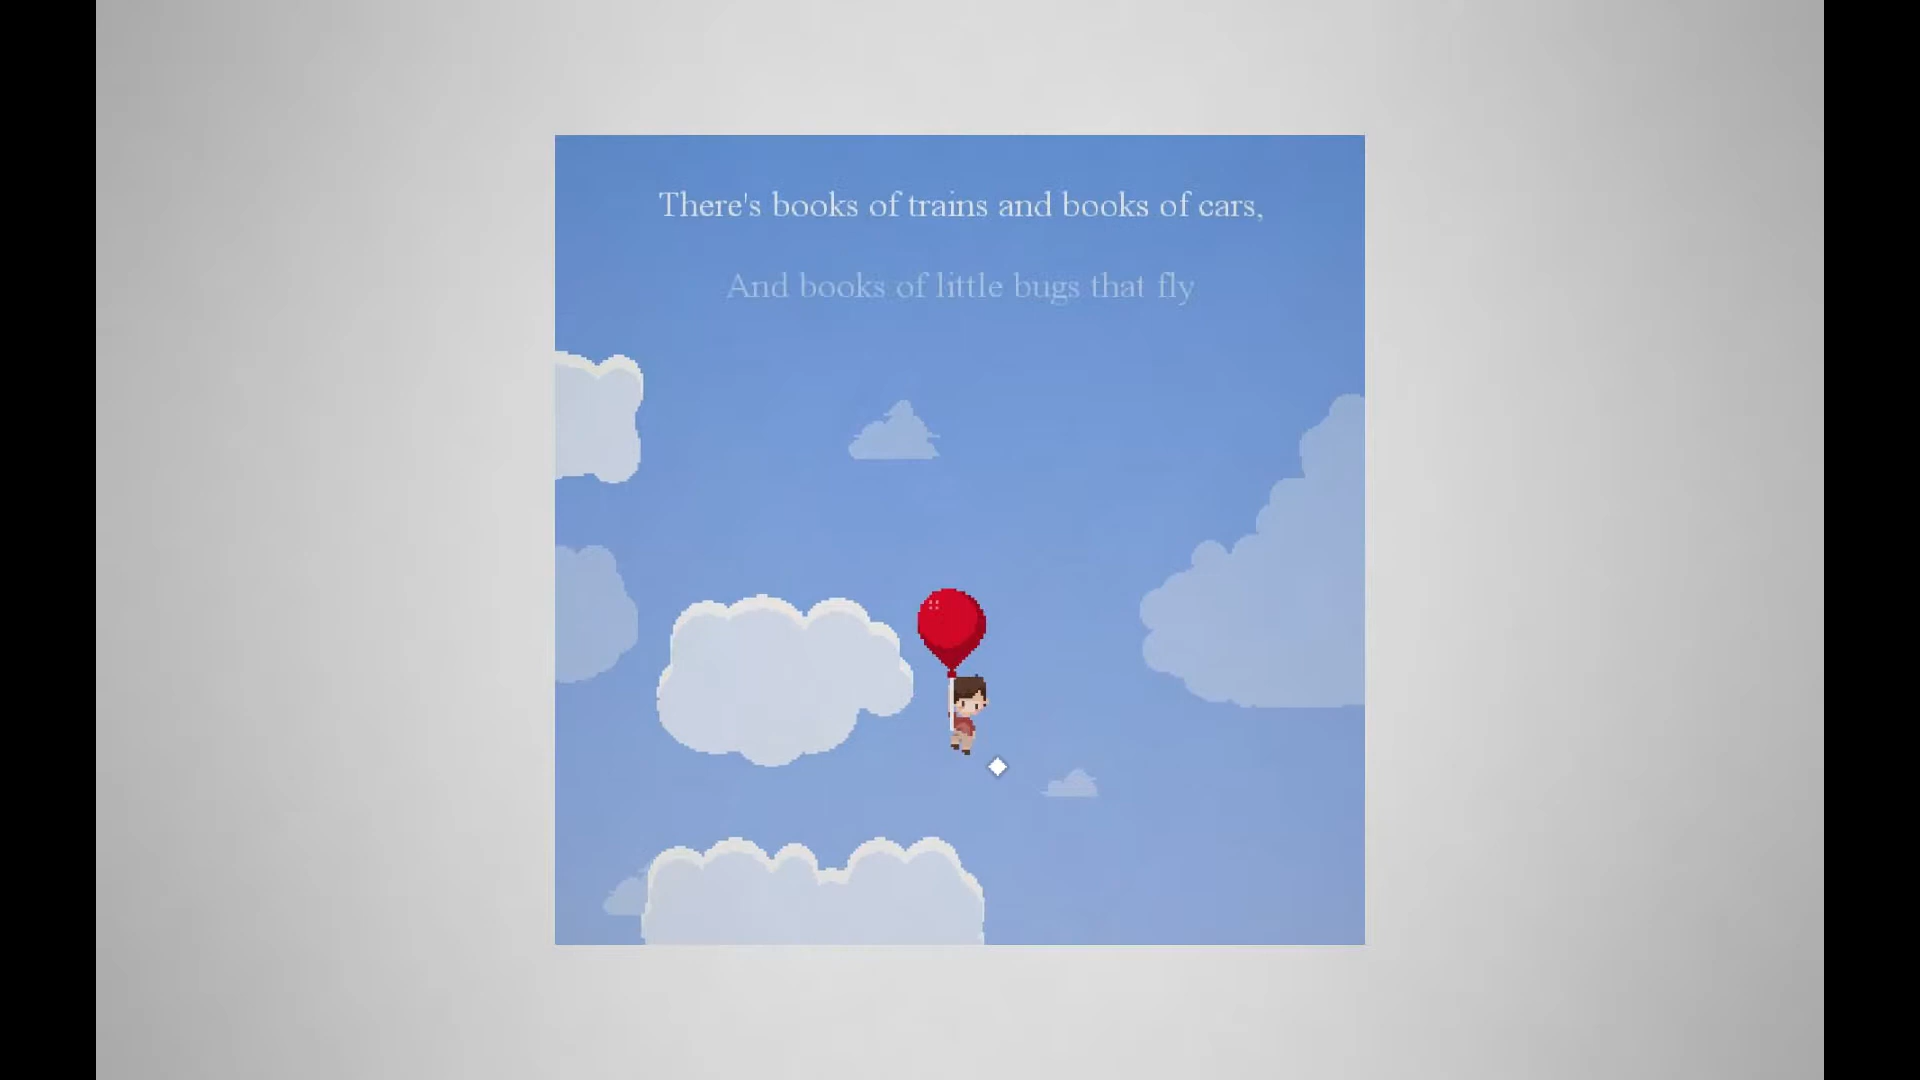 There's books of trains and books of cars,
And books of little bugs that fly